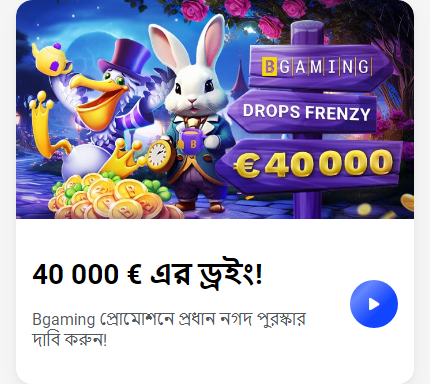 BGAMING
DROPS FRENZY
€40000
40 000 € এর ড্রইং!
Bgaming প্রোমোশনে প্রধান নগদ পুরস্কার
দাবি করুন!